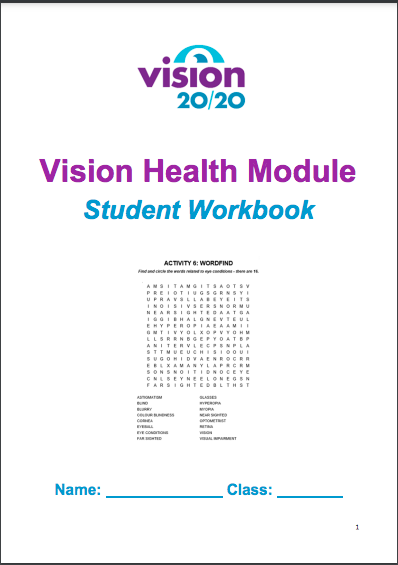 vision
20/20
Vision Health Module
Student Workbook
ACTIVITY 6: WORDFIND
Find and circle the words related to eye conditions - there are 16.
A M S I T A M G I T S A O T S V
P R E I O T I U G S G R N S Y I
U P R A V S L L A B E Y E I T S
I N O I S I V S E R S N O R M U
N E A R S I G H T E D A A T G A
I G G I B H A L G N E V T E U L
E H Y P E R O P I A E A A M I I
G M T I V Y O L X O P V Y O H M
L L S R R N B G E P Y O A T B P
A N I T E R V L E C P S N P L A
S T T M U E U C H I S I O O U I
S U G O H I D V A E N R O C R R
E B L X A M A N Y L A P R C R M
S O N S N O I T I D N O C E Y E
C N L S E Y N E E L O N E G S N
F A R S I G H T E D B L T H S T
ASTIGMATISM GLASSES
BLIND HYPEROPIA
BLURRY MYOPIA
COLOUR BLINDNESS NEAR SIGHTED
CORNEA OPTOMETRIST
EYEBALL RETINA
EYE CONDITIONS VISION
FAR SIGHTED VISUAL IMPAIRMENT
Name: ____________ Class: _______
1